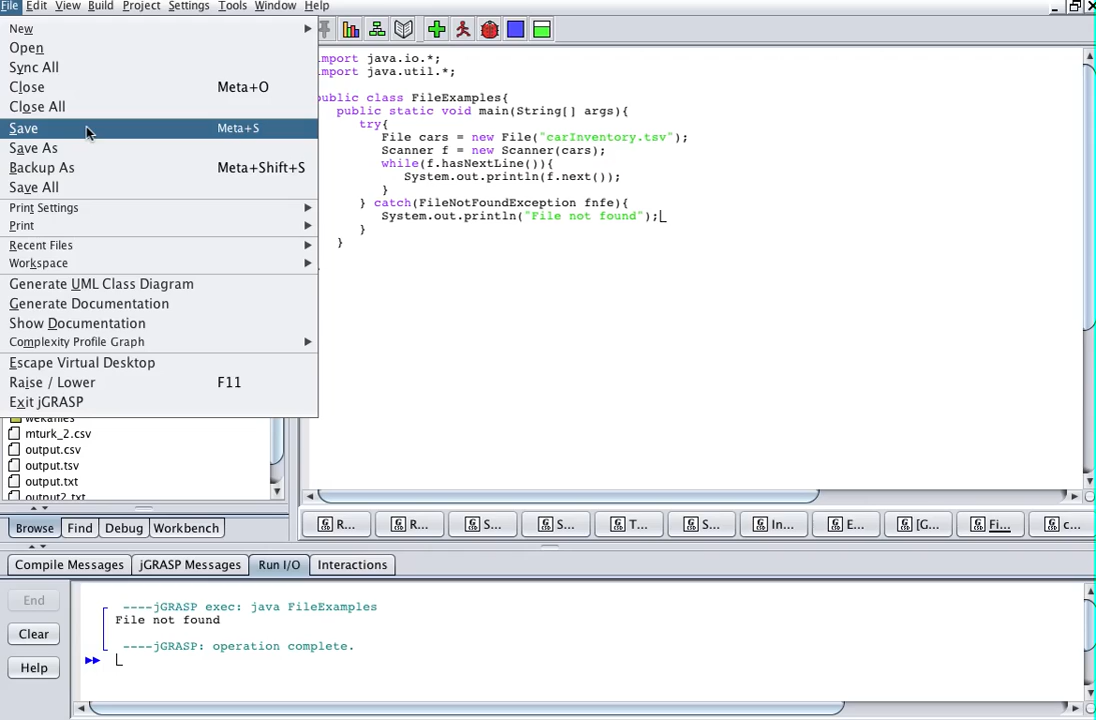 File Edit View Build Project Settings Tools Window Help
New
Open
Sync All
Close Meta+O
Close All
Save Meta+S
Save As
Backup As Meta+Shift+S
Save All
Print Settings
Print
Recent Files
Workspace
Generate UML Class Diagram
Generate Documentation
Show Documentation
Complexity Profile Graph
Escape Virtual Desktop
Raise / Lower F11
Exit jGRASP
wekafiles
mturk_2.csv
output.csv
output.tsv
output.txt
output2.txt
Browse Find Debug Workbench
mport java.io.*;
mport java.util.*;
public class FileExamples{
public static void main(String[] args){
try{
File cars = new File("carInventory.tsv");
Scanner f = new Scanner(cars);
while(f.hasNextLine()){
System.out.println(f.next());
}
} catch(FileNotFoundException fnfe){
System.out.println("File not found");
}
}
R... R... S... S... T... S... In... E... [G... Fi... c...
Compile Messages jGRASP Messages Run I/O Interactions
End
Clear
Help
----jGRASP exec: java FileExamples
File not found
----jGRASP: operation complete.